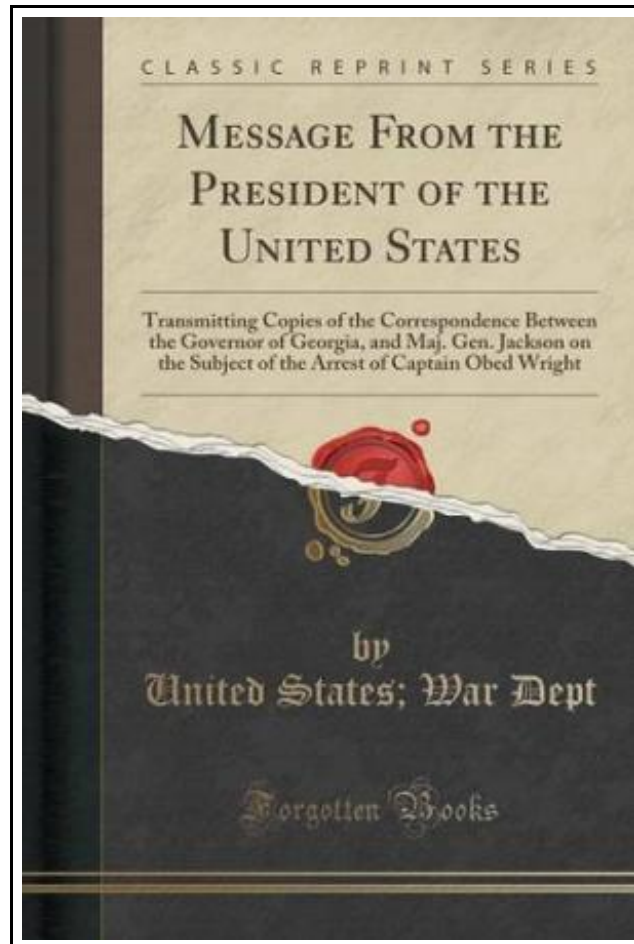 CLASSIC REPRINT SERIES
MESSAGE FROM THE
PRESIDENT OF THE
UNITED STATES
Transmitting Copies of the Correspondence Between
the Governor of Georgia, and Maj. Gen. Jackson on
the Subject of the Arrest of Captain Obed Wright
by
United States; War Dept
Forgotten Books